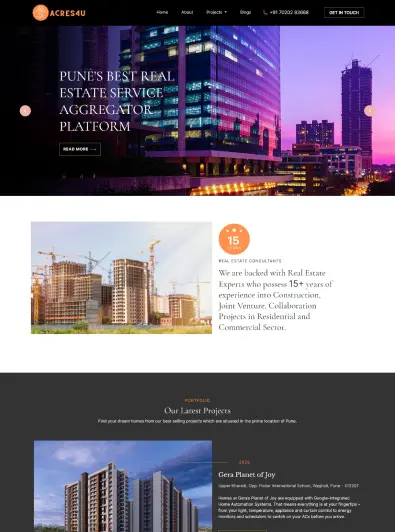 ACRES4U
Home About Projects Blogs +91 70202 83668 GET IN TOUCH
PUNE'S BEST REAL
ESTATE SERVICE
AGGREGATOR
PLATFORM
READ MORE
15
YEARS
REAL ESTATE CONSULTANTS
We are backed with Real Estate
Experts who possess 15+ years of
experience into Construction,
Joint Venture, Collaboration
Projects in Residential and
Commercial Sector.
PORTFOLIO
Our Latest Projects
Find your dream homes from our best selling projects which are situated in the prime location of Pune.
2025
Gera Planet of Joy
Upper Kharadi, Opp. Podar International School, Wagholi, Pune - 412207.
Homes at Gera's Planet of Joy are equipped with Google-integrated
Home Automation Systems. That means everything is at your fingertips –
from your light, temperature, appliance and curtain control to energy
monitors and schedulers to switch on your ACs before you arrive.